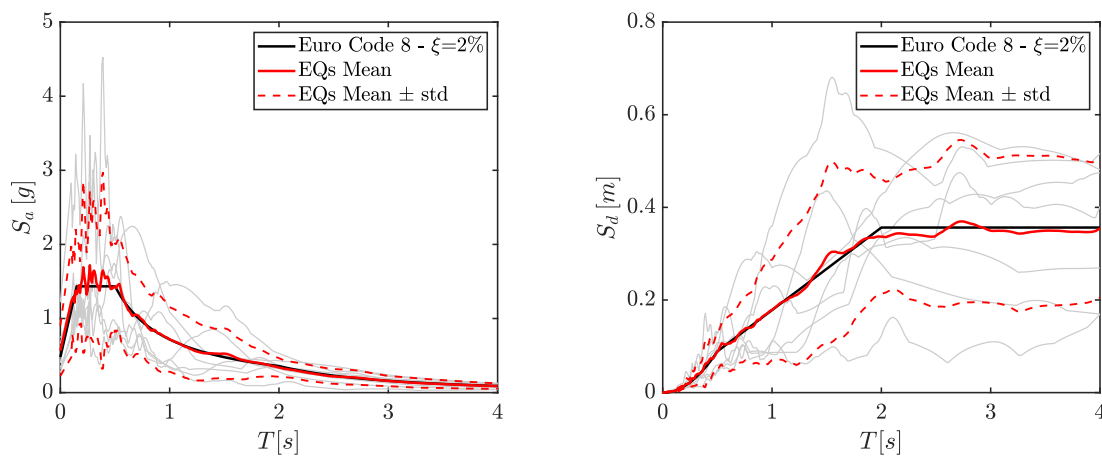 5
4
3
2
1
0
S_a [g]
0 1 2 3 4
T[s]
Euro Code 8 - ξ=2%
EQs Mean
EQs Mean ± std
0.8
0.6
0.4
0.2
0
S_d [m]
0 1 2 3 4
T[s]
Euro Code 8 - ξ=2%
EQs Mean
EQs Mean ± std